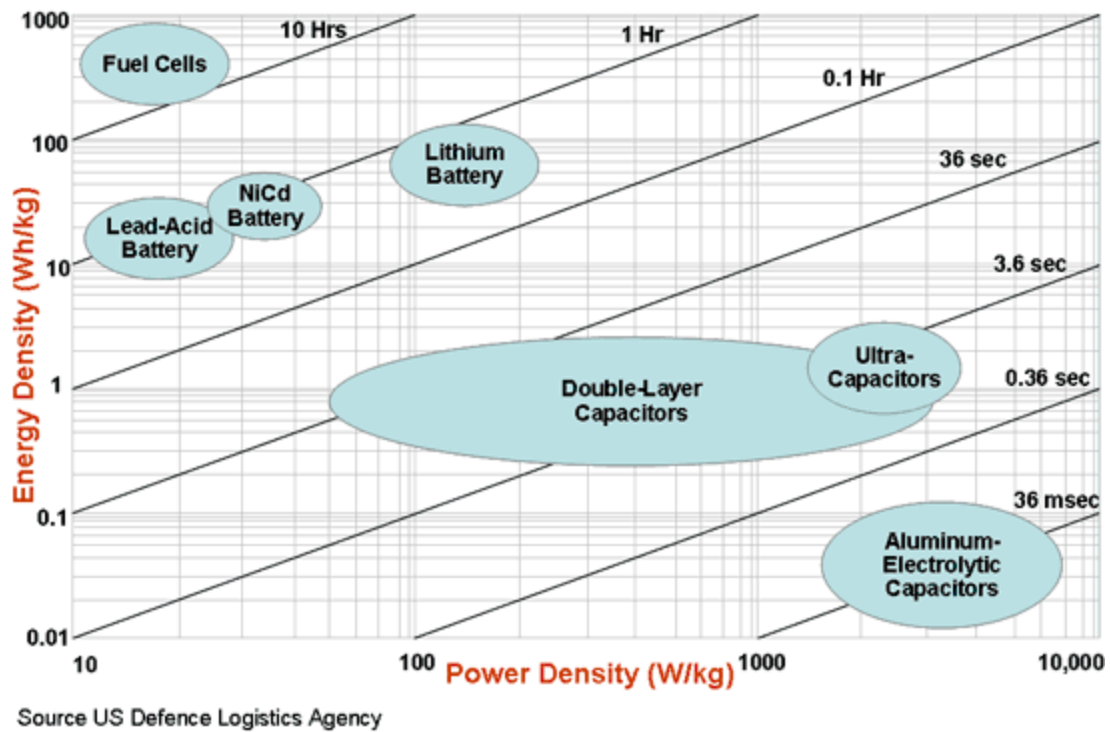 1000
10 Hrs
1 Hr
Fuel Cells
0.1 Hr
100
Lithium
Battery
36 sec
NiCd
Battery
Lead-Acid
Battery
10
3.6 sec
Ultra-
Capacitors
1
Double-Layer
Capacitors
0.36 sec
0.1
36 msec
Aluminum-
Electrolytic
Capacitors
0.01
Energy Density (Wh/kg)
10
100
1000
10,000
Power Density (W/kg)
Source US Defence Logistics Agency